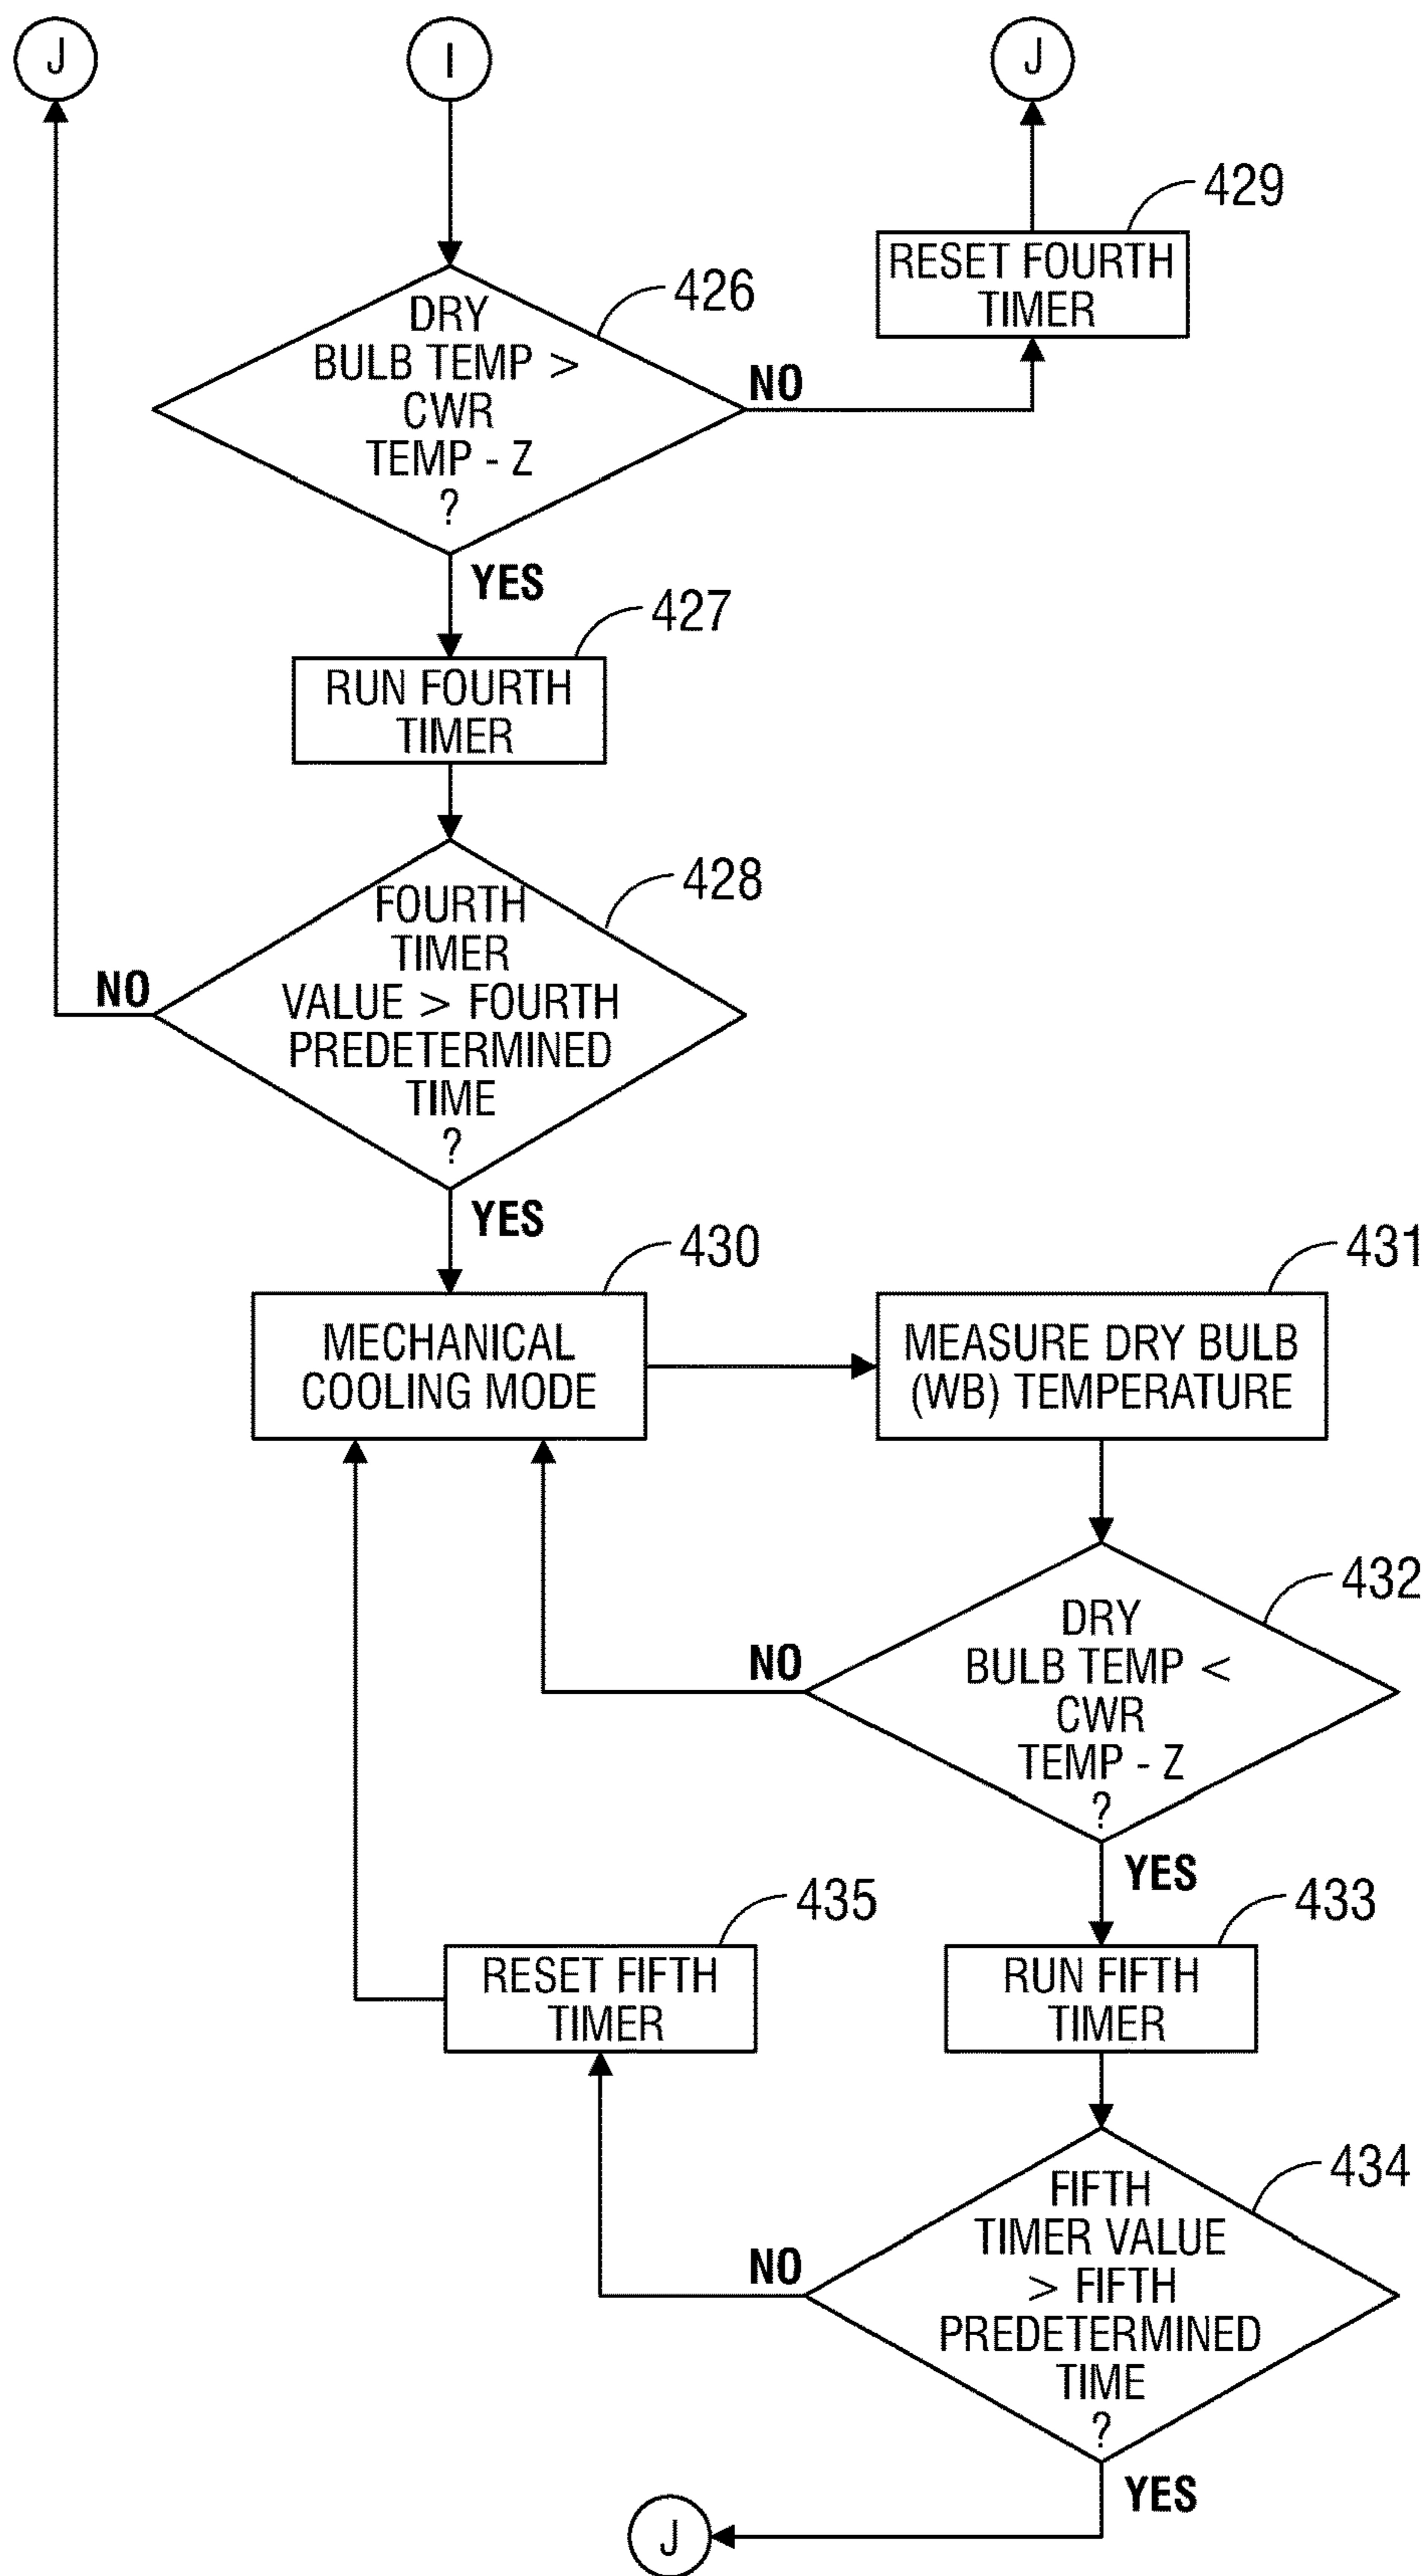 J
I
J
429
RESET FOURTH
TIMER
426
DRY
BULB TEMP >
CWR
TEMP - Z
?
NO
YES
427
RUN FOURTH
TIMER
428
FOURTH
TIMER
VALUE > FOURTH
PREDETERMINED
TIME
?
NO
YES
430
MECHANICAL
COOLING MODE
431
MEASURE DRY BULB
(WB) TEMPERATURE
432
DRY
BULB TEMP <
CWR
TEMP - Z
?
NO
YES
435
RESET FIFTH
TIMER
433
RUN FIFTH
TIMER
434
FIFTH
TIMER VALUE
> FIFTH
PREDETERMINED
TIME
?
NO
YES
J